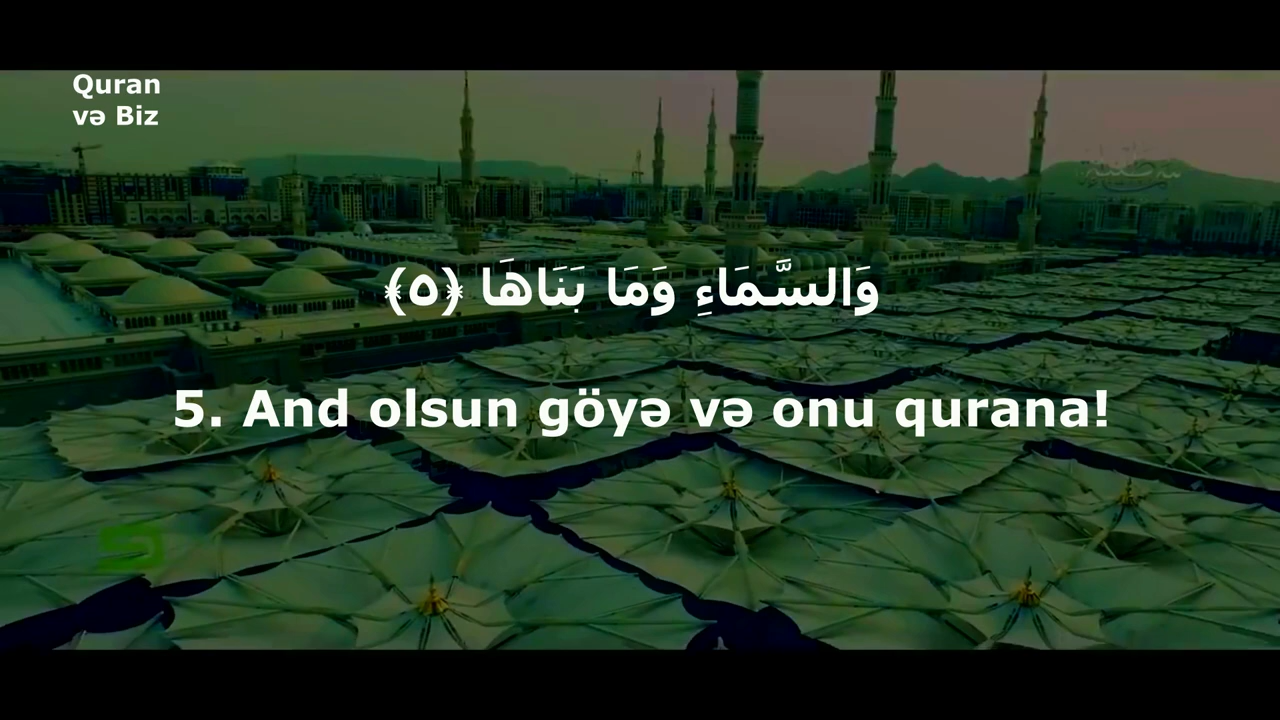 Quran
və Biz
وَالسَّمَاءِ وَمَا بَنَاهَا ﴿٥﴾
5. And olsun göyə və onu qurana!